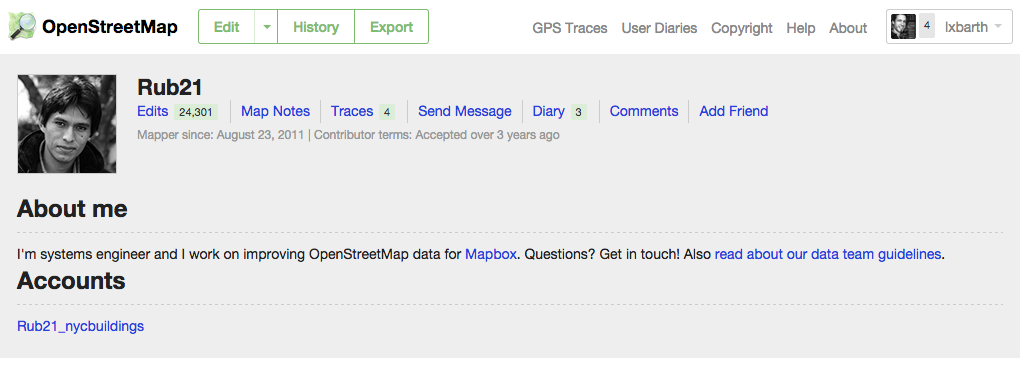 OpenStreetMap Edit History Export GPS Traces User Diaries Copyright Help About 4 lxbarth
Rub21
Edits 24,301 Map Notes Traces 4 Send Message Diary 3 Comments Add Friend
Mapper since: August 23, 2011 | Contributor terms: Accepted over 3 years ago
About me
I'm systems engineer and I work on improving OpenStreetMap data for Mapbox. Questions? Get in touch! Also read about our data team guidelines.
Accounts
Rub21_nycbuildings